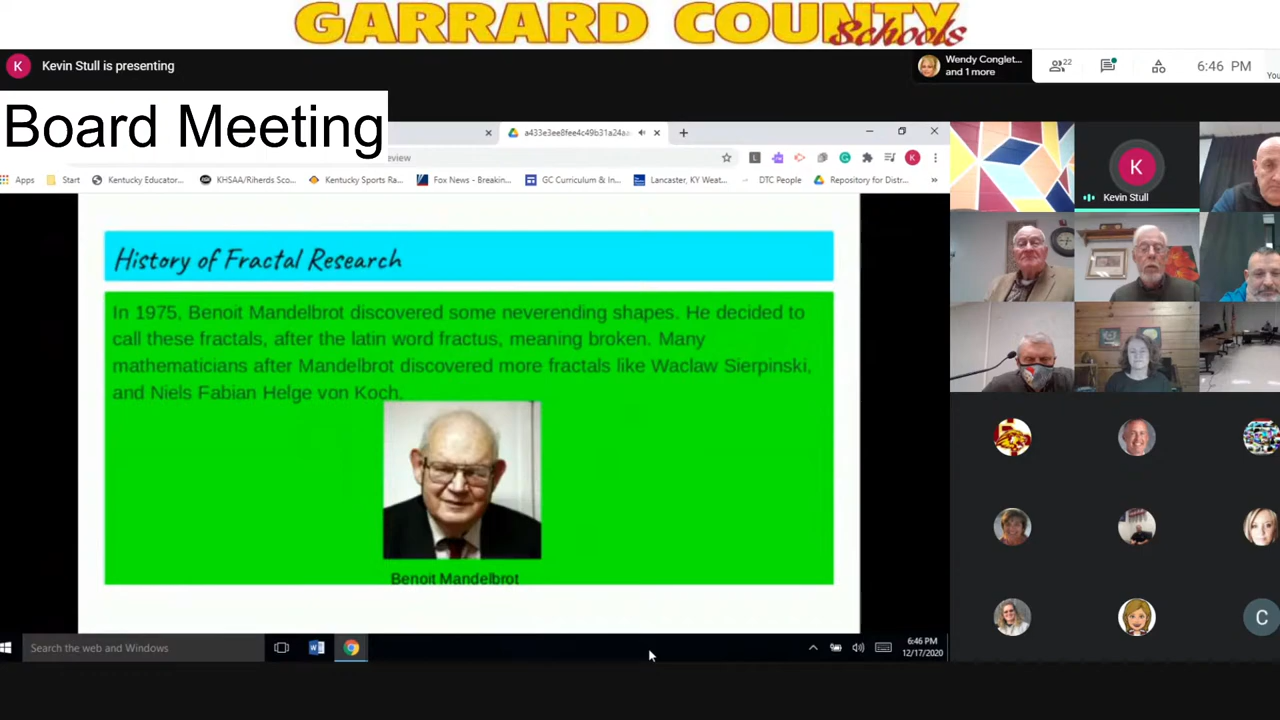 GARRARD COUNTY
Schools
K
Kevin Stull is presenting
Wendy Conglet...
and 1 more
22
6:46 PM
You
Board Meeting
a433e3ee8fee4c49b31a24aa
eview
Apps
Start
Kentucky Educator...
KHSAA/Riherds Sco...
Kentucky Sports Ra...
Fox News - Breakin...
GC Curriculum & In...
Lancaster, KY Weat...
DTC People
Repository for Distr...
»
K
Kevin Stull
History of Fractal Research
In 1975, Benoit Mandelbrot discovered some neverending shapes. He decided to
call these fractals, after the latin word fractus, meaning broken. Many
mathematicians after Mandelbrot discovered more fractals like Waclaw Sierpinski,
and Niels Fabian Helge von Koch.
Benoit Mandelbrot
C
Search the web and Windows
6:46 PM
12/17/2020